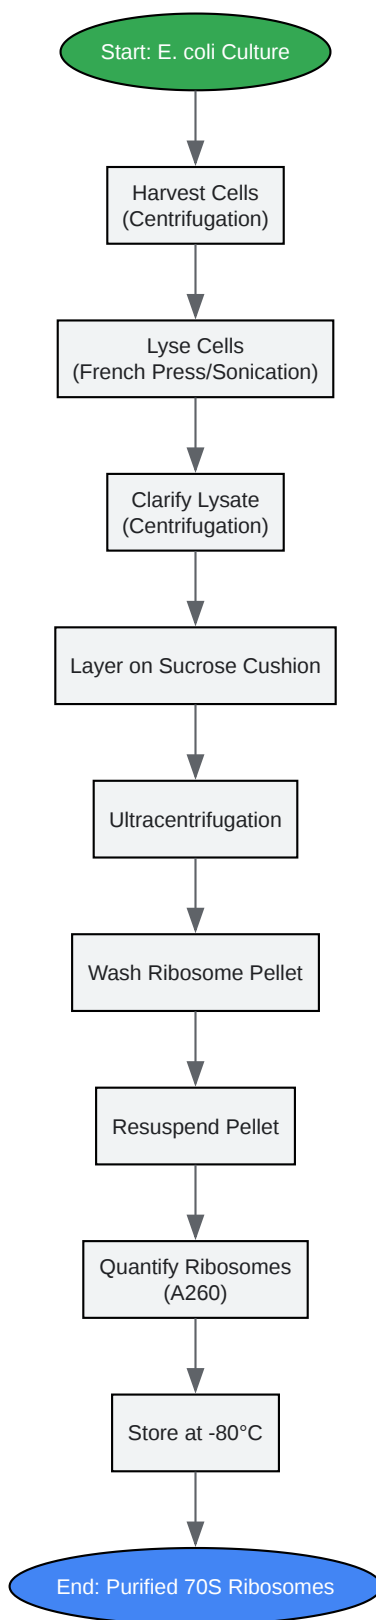 Start: E. coli Culture
Harvest Cells
(Centrifugation)
Lyse Cells
(French Press/Sonication)
Clarify Lysate
(Centrifugation)
Layer on Sucrose Cushion
Ultracentrifugation
Wash Ribosome Pellet
Resuspend Pellet
Quantify Ribosomes
(A260)
Store at -80°C
End: Purified 70S Ribosomes